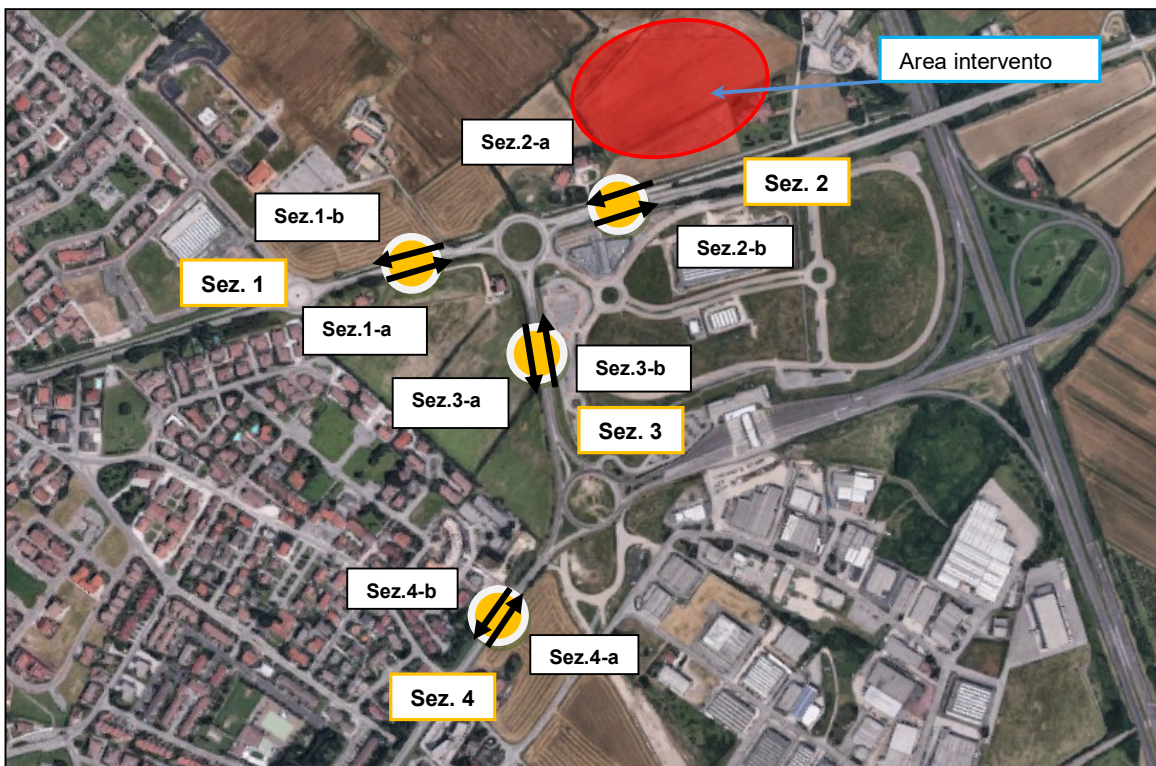 Area intervento
Sez.2-a
Sez. 2
Sez.1-b
Sez.2-b
Sez. 1
Sez.1-a
Sez.3-b
Sez.3-a
Sez. 3
Sez.4-b
Sez.4-a
Sez. 4